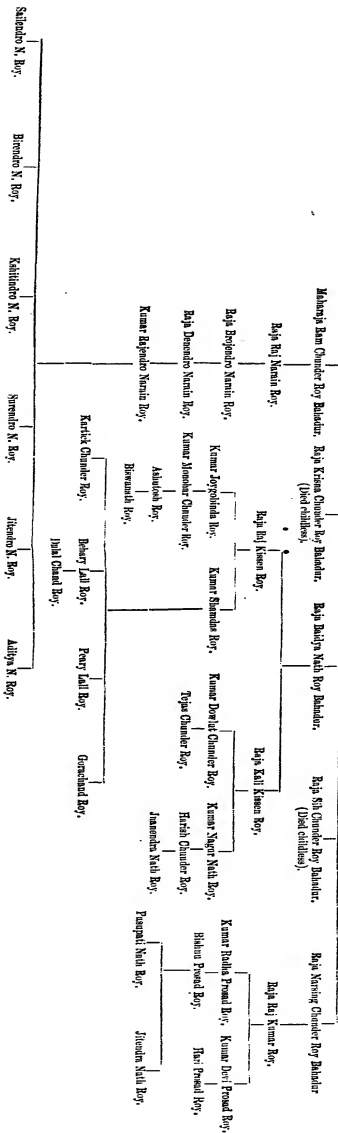 Maharaja Ram Chunder Roy Bahadur.
Raja Krisna Chunder Roy Bahadur.
(Died childless).
Raja Baidya Nath Roy Bahadur.
Raja Sib Chunder Roy Bahadur.
(Died childless).
Raja Narsing Chunder Roy Bahadur
Raja Raj Narain Roy.
Raja Raj Kissen Roy.
Raja Kali Kissen Roy.
Raja Raj Kumar Roy.
Raja Brojendro Narain Roy.
Kumar Joygobinda Roy.
Kumar Shamdas Roy.
Kumar Dowlut Chunder Roy.
Kumar Nagar Nath Roy.
Kumar Radha Prosad Roy.
Kumar Devi Prosad Roy.
Raja Denendro Narain Roy.
Kumar Monohar Chunder Roy.
Tejas Chunder Roy.
Harish Chunder Roy.
Bishnu Prosad Roy.
Hari Prosad Roy.
Kumar Rajendro Narain Roy.
Ashutosh Roy.
Biswanath Roy.
Jnanendra Nath Roy.
Pasupati Nath Roy.
Jitendra Nath Roy.
Kartick Chunder Roy.
Behary Lall Roy.
Peary Lall Roy.
Gorachand Roy.
Dulal Chand Roy.
Sailendro N. Roy.
Birendro N. Roy.
Kshitindro N. Roy.
Surendro N. Roy.
Jitendro N. Roy.
Aditya N. Roy.